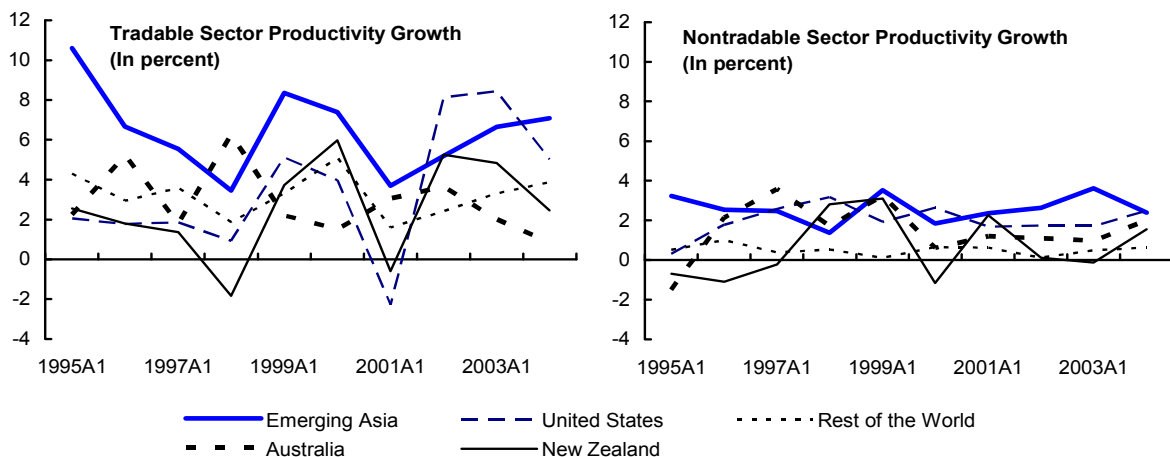 Tradable Sector Productivity Growth
(In percent)
12
10
8
6
4
2
0
-2
-4
1995A1 1997A1 1999A1 2001A1 2003A1
Nontradable Sector Productivity Growth
(In percent)
12
10
8
6
4
2
0
-2
-4
1995A1 1997A1 1999A1 2001A1 2003A1
Emerging Asia United States Rest of the World
Australia New Zealand